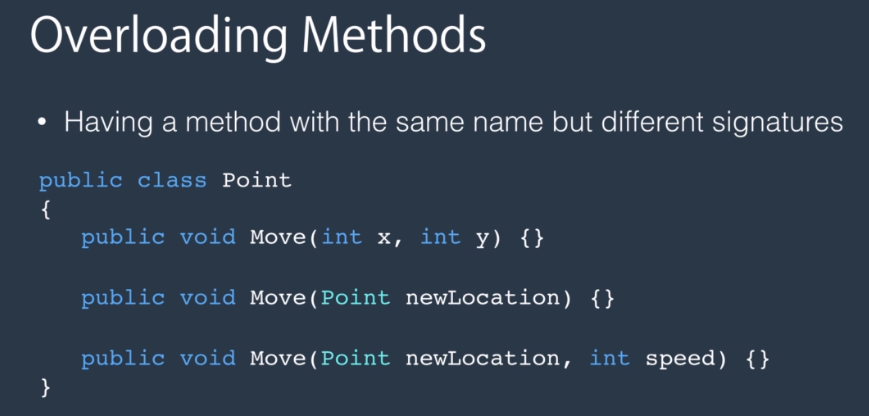 Overloading Methods
• Having a method with the same name but different signatures
public class Point
{
public void Move(int x, int y) {}
public void Move(Point newLocation) {}
public void Move(Point newLocation, int speed) {}
}